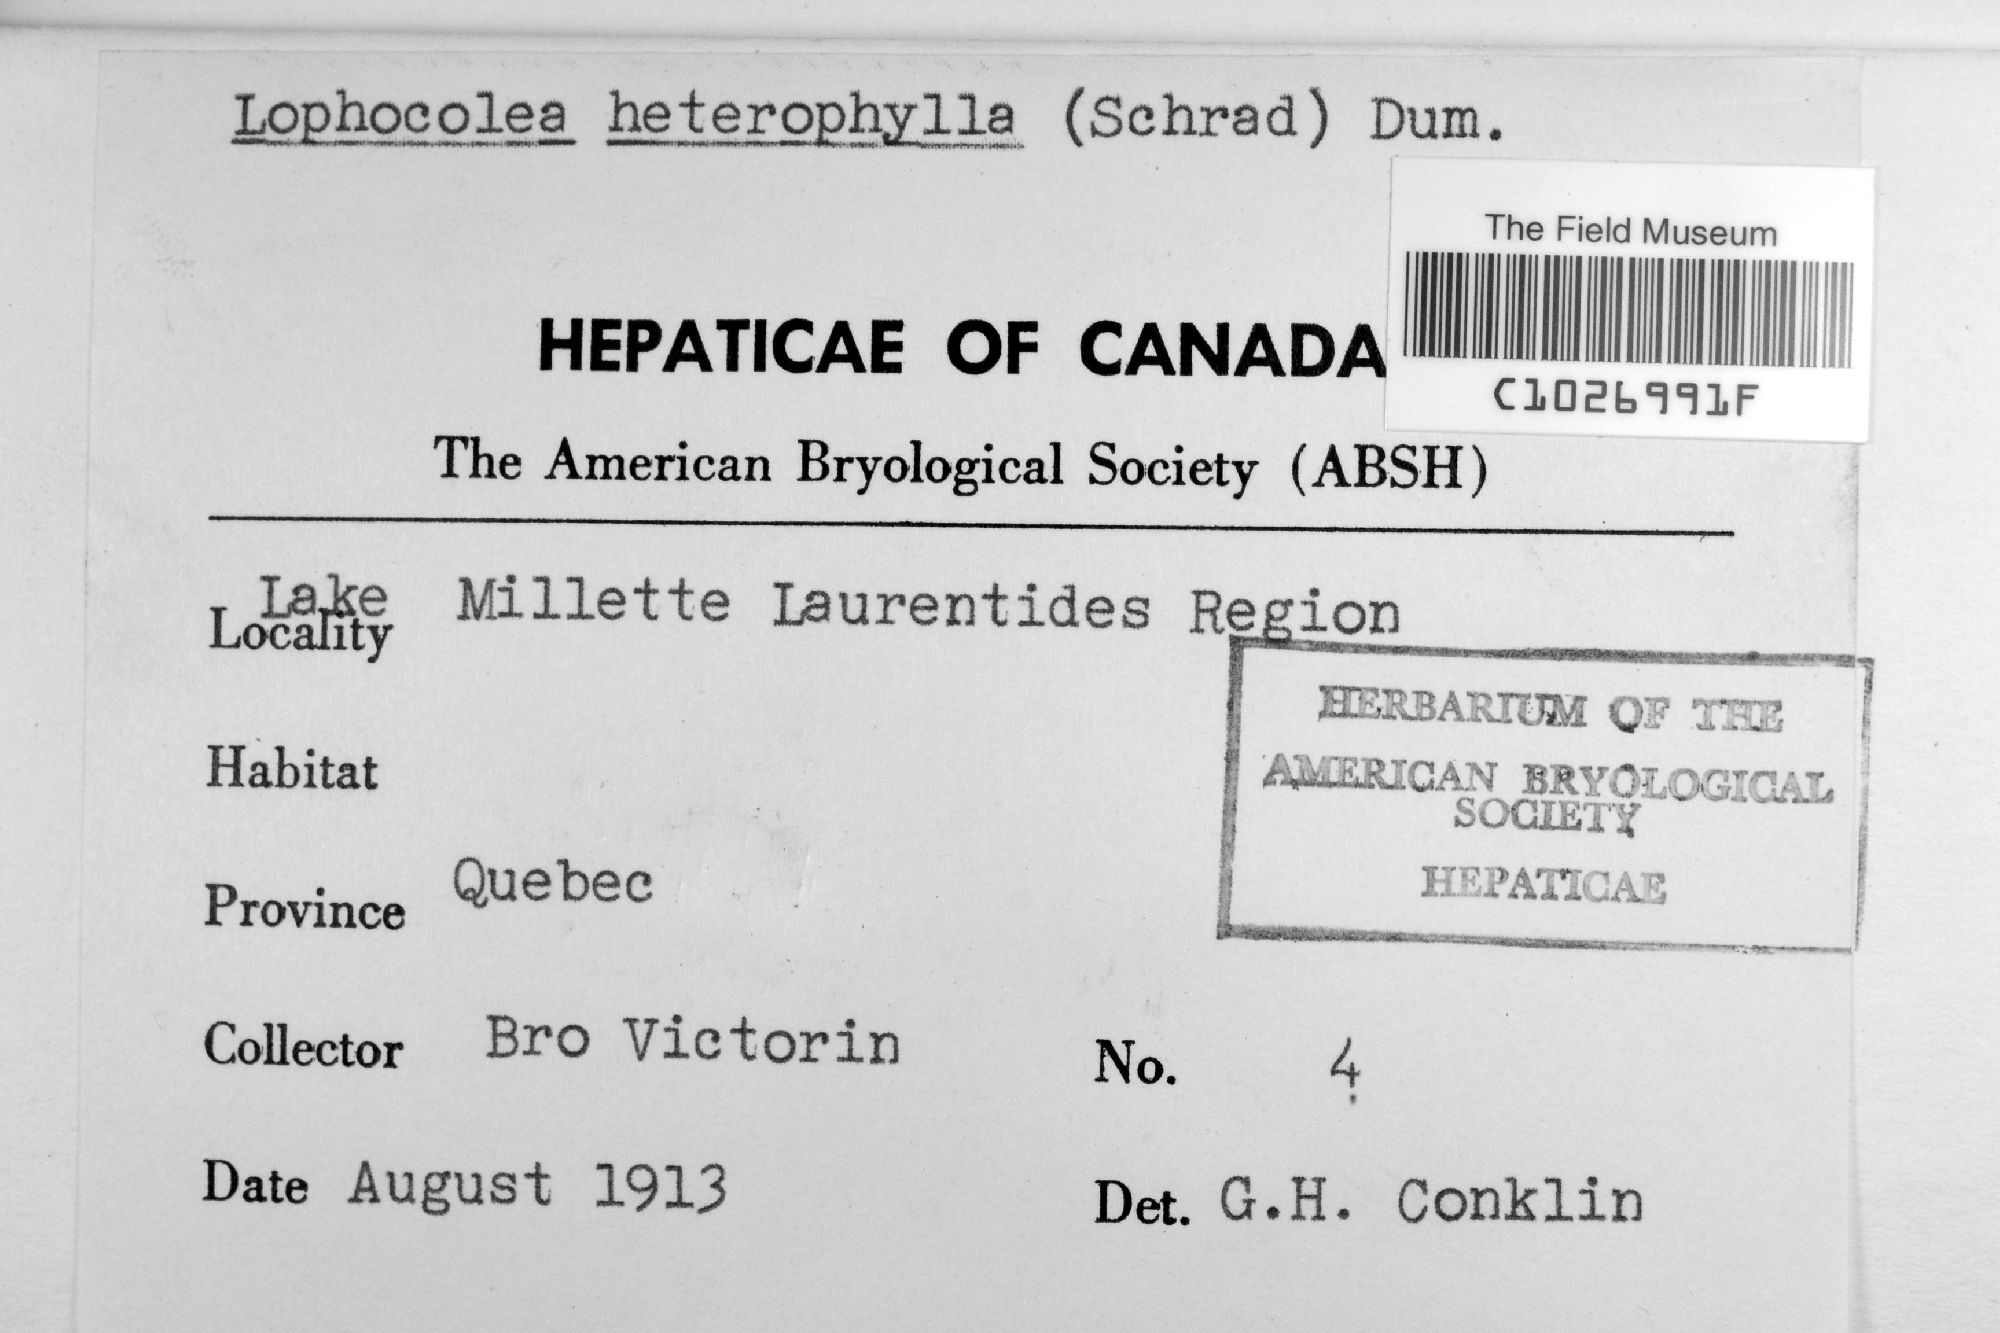 Lophocolea heterophylla (Schrad) Dum.
The Field Museum
C1026991F
HEPATICAE OF CANADA
The American Bryological Society (ABSH)
Locality Lake Millette Laurentides Region
HERBARIUM OF THE
AMERICAN BRYOLOGICAL
SOCIETY
HEPATICAE
Habitat
Province Quebec
Collector Bro Victorin No. 4
Date August 1913 Det. G.H. Conklin